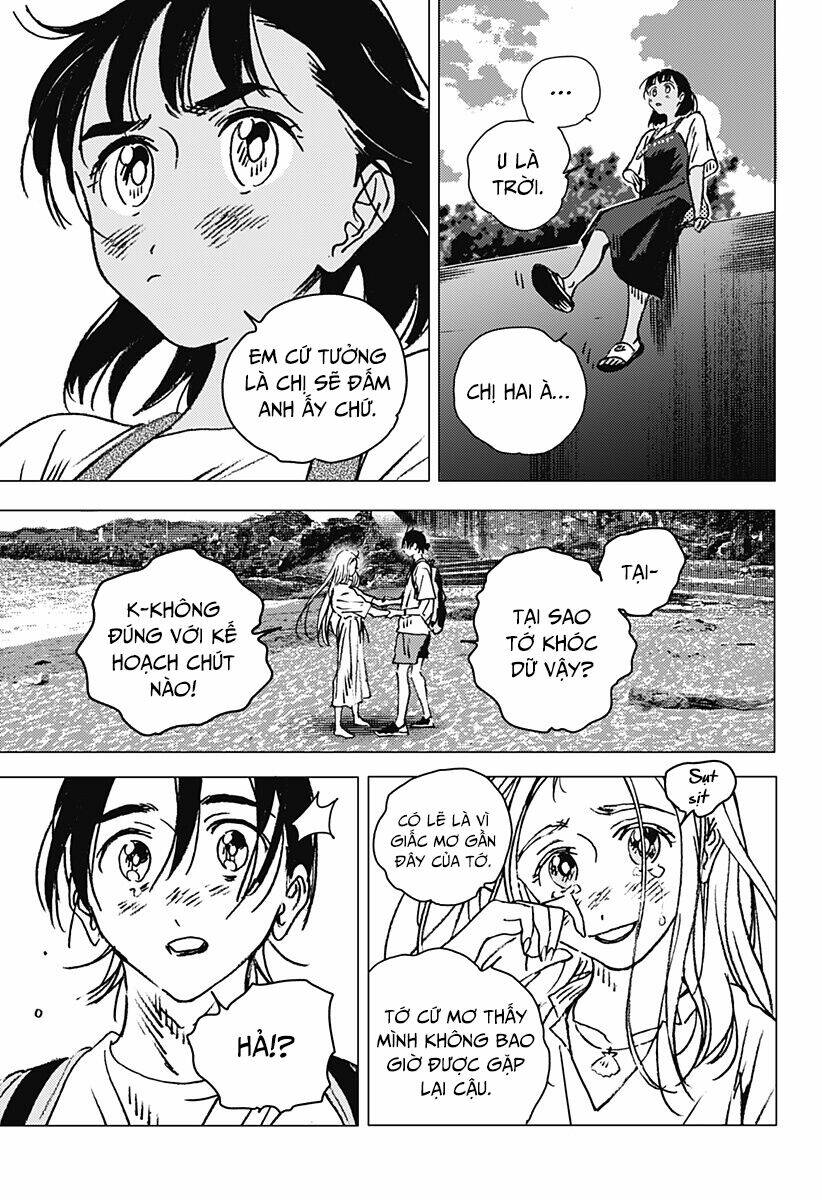 ...
U LÀ
TRỜI.
CHỊ HAI À...
EM CỨ TƯỞNG
LÀ CHỊ SẼ ĐẤM
ANH ẤY CHỨ.
TẠI-
TẠI SAO
TỚ KHÓC
DỮ VẬY?
K-KHÔNG
ĐÚNG VỚI KẾ
HOẠCH CHÚT
NÀO!
Sụt
sịt
CÓ LẼ LÀ VÌ
GIẤC MƠ GẦN
ĐÂY CỦA TỚ.
TỚ CỨ MƠ THẤY
MÌNH KHÔNG BAO
GIỜ ĐƯỢC GẶP
LẠI CẬU.
HẢ!?